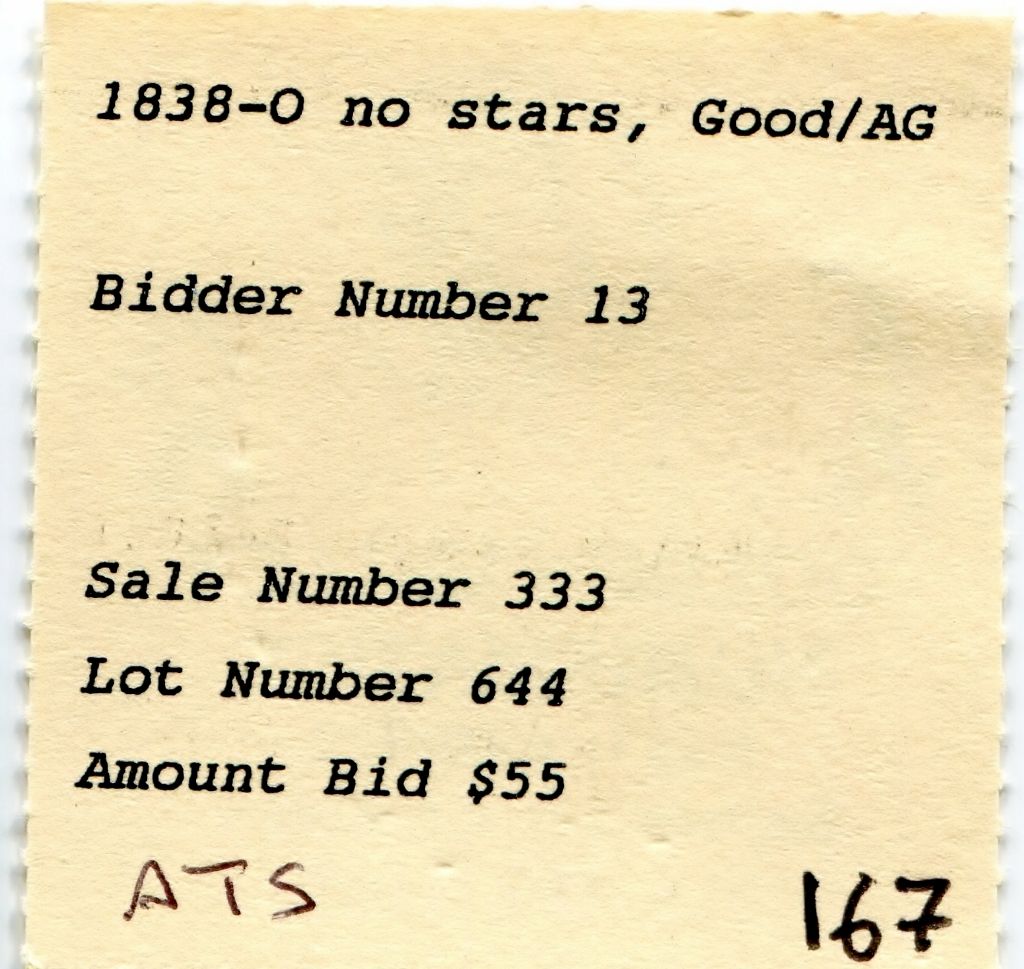 1838-O no stars, Good/AG
Bidder Number 13
Sale Number 333
Lot Number 644
Amount Bid $55
ATS
167